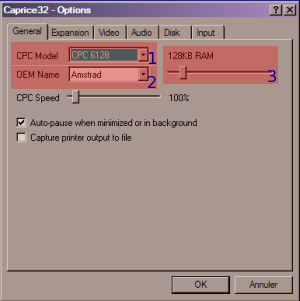 Caprice32 - Options
General Expansion Video Audio Disk Input
CPC Model CPC 6128 1 128KB RAM
OEM Name Amstrad 2 3
CPC Speed 100%
Auto-pause when minimized or in background
Capture printer output to file
OK Annuler